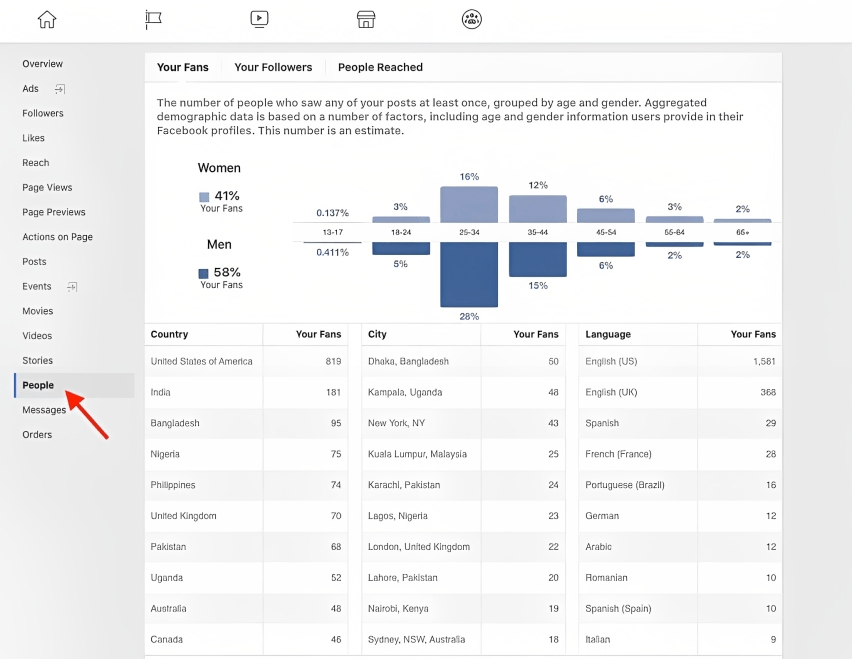 Overview
Ads
Followers
Likes
Reach
Page Views
Page Previews
Actions on Page
Posts
Events
Movies
Videos
Stories
People
Messages
Orders
Your Fans Your Followers People Reached
The number of people who saw any of your posts at least once, grouped by age and gender. Aggregated
demographic data is based on a number of factors, including age and gender information users provide in their
Facebook profiles. This number is an estimate.
Women
41%
Your Fans
Men
58%
Your Fans
0.137% 3% 16% 12% 6% 3% 2%
13-17 18-24 25-34 35-44 45-54 55-64 65+
0.411% 5% 28% 15% 6% 2% 2%
Country Your Fans City Your Fans Language Your Fans
United States of America 819 Dhaka, Bangladesh 50 English (US) 1,581
India 181 Kampala, Uganda 48 English (UK) 368
Bangladesh 95 New York, NY 43 Spanish 29
Nigeria 75 Kuala Lumpur, Malaysia 25 French (France) 28
Philippines 74 Karachi, Pakistan 24 Portuguese (Brazil) 16
United Kingdom 70 Lagos, Nigeria 23 German 12
Pakistan 68 London, United Kingdom 22 Arabic 12
Uganda 52 Lahore, Pakistan 20 Romanian 10
Australia 48 Nairobi, Kenya 19 Spanish (Spain) 10
Canada 46 Sydney, NSW, Australia 18 Italian 9